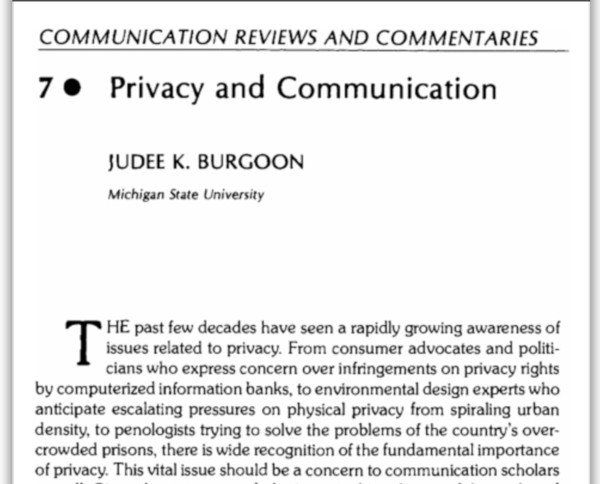 COMMUNICATION REVIEWS AND COMMENTARIES
7 ● Privacy and Communication
JUDEE K. BURGOON
Michigan State University
THE past few decades have seen a rapidly growing awareness of
issues related to privacy. From consumer advocates and politi-
cians who express concern over infringements on privacy rights
by computerized information banks, to environmental design experts who
anticipate escalating pressures on physical privacy from spiraling urban
density, to penologists trying to solve the problems of the country's over-
crowded prisons, there is wide recognition of the fundamental importance
of privacy. This vital issue should be a concern to communication scholars